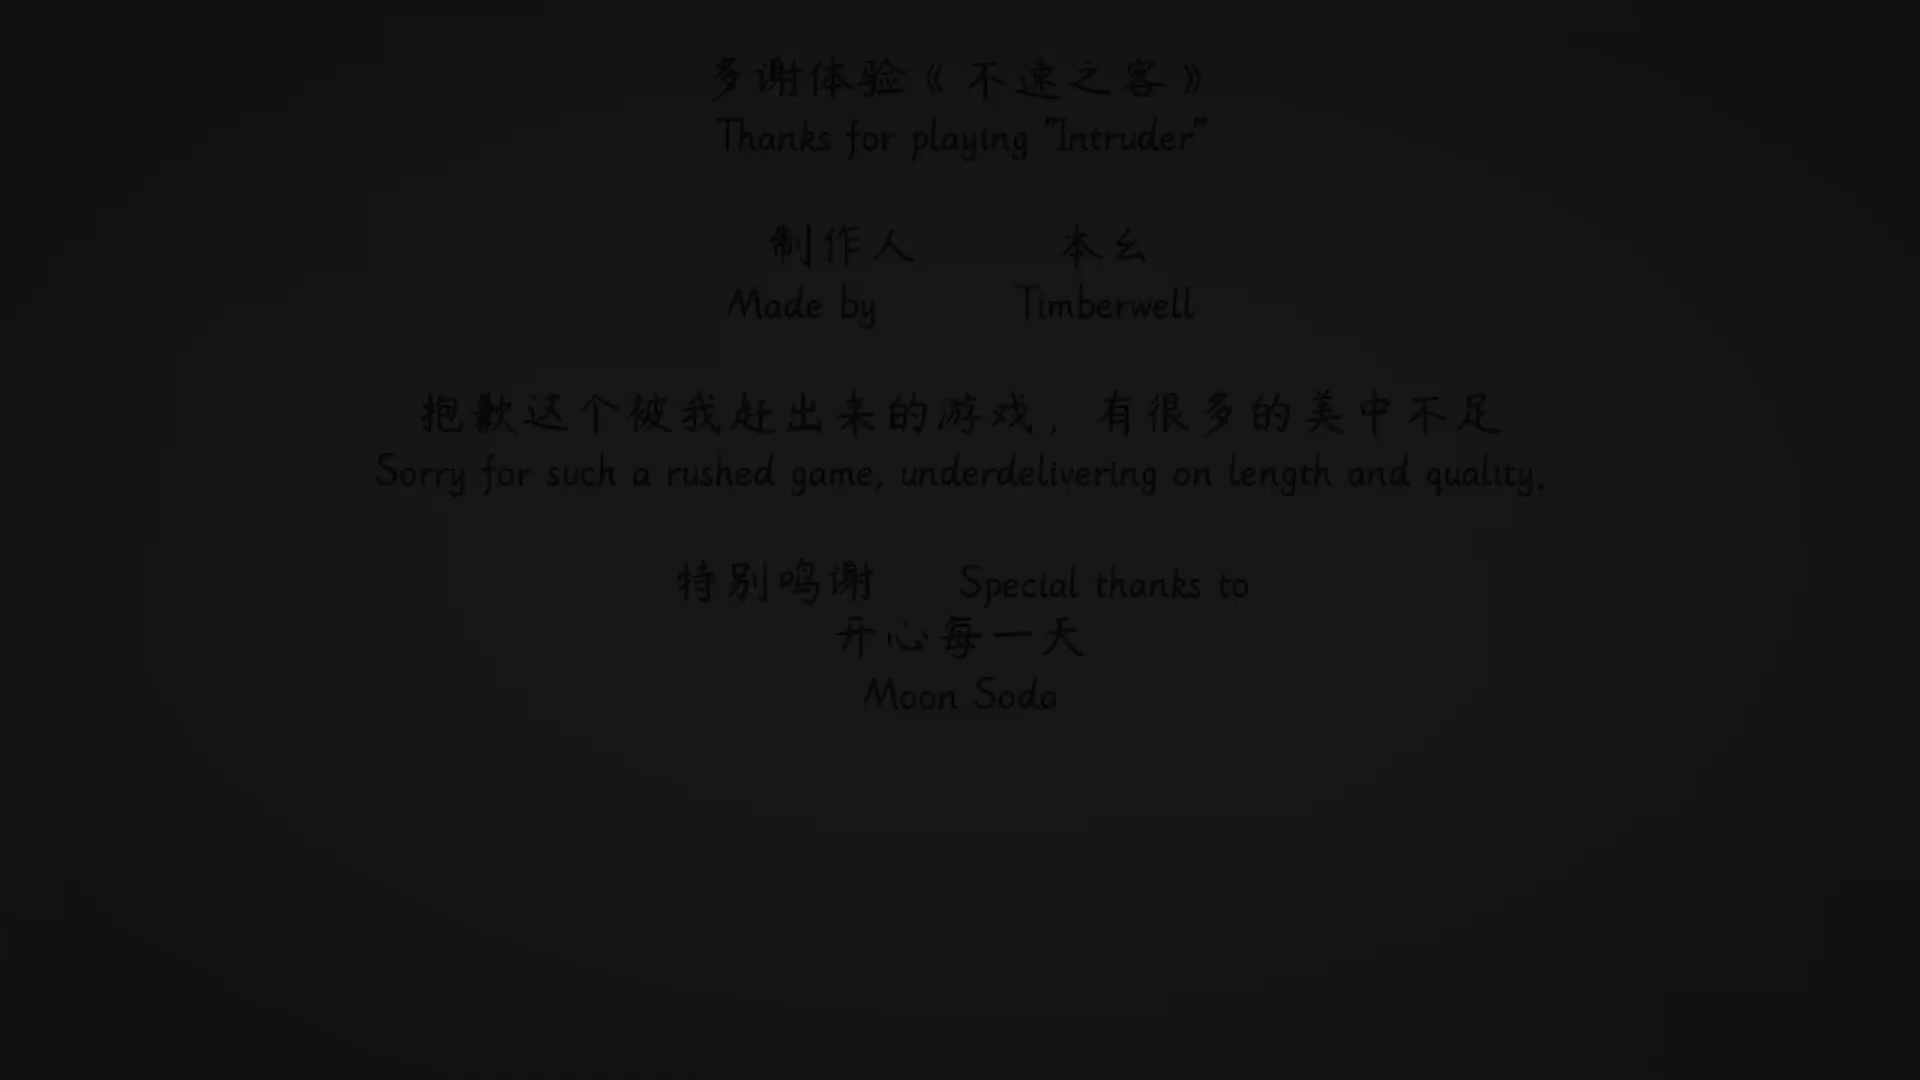 多谢体验《不速之客》
Thanks for playing "Intruder"
制作人 本幺
Made by Timberwell
抱歉这个被我赶出来的游戏，有很多的美中不足
Sorry for such a rushed game, underdelivering on length and quality.
特别鸣谢 Special thanks to
开心每一天
Moon Soda